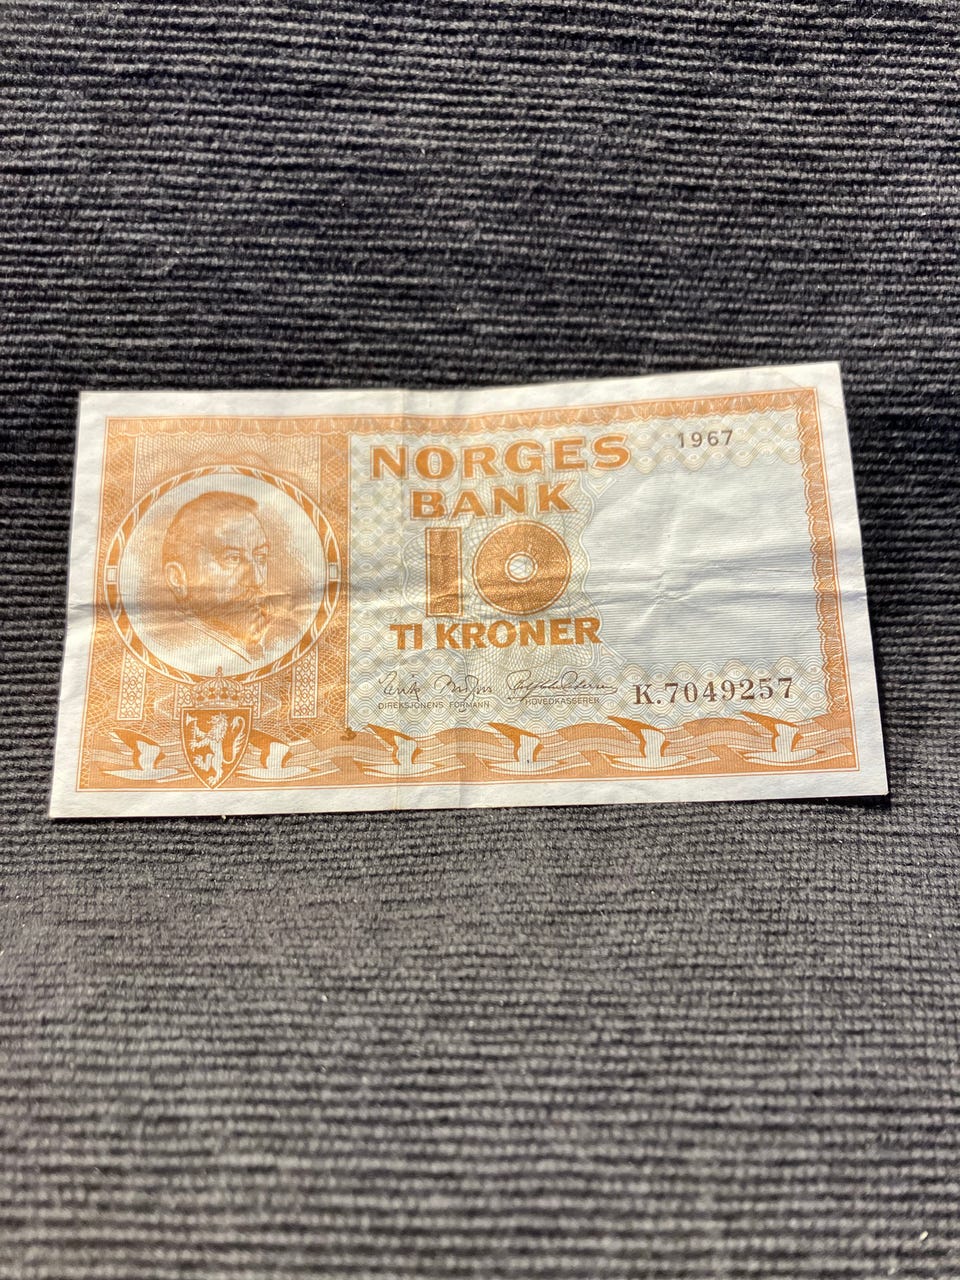 NORGES
1967
BANK
10
TI KRONER
DIREKSJONENS FORMANN
HOVEDKASSERER
K.7049257